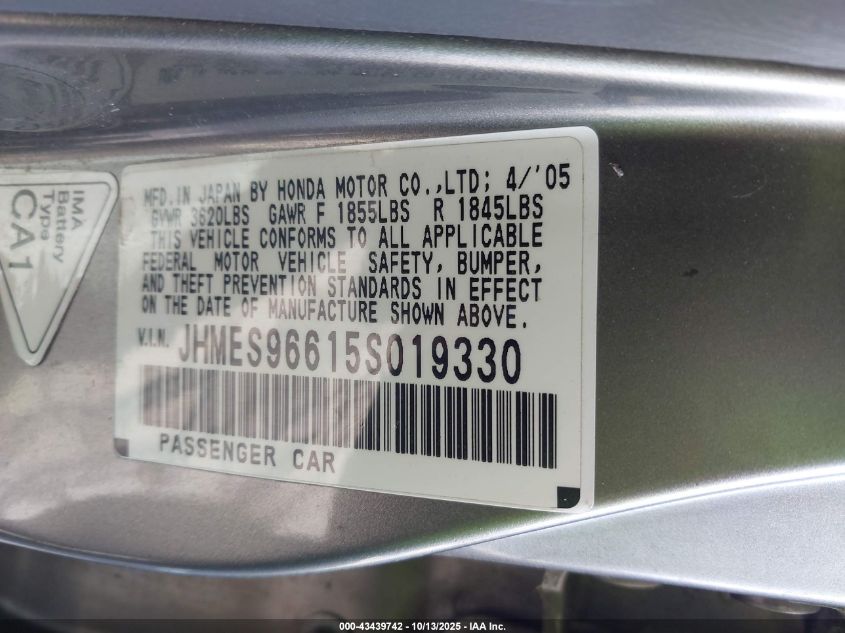 IMA
Battery
Type
CA1
MFD.IN JAPAN BY HONDA MOTOR CO.,LTD; 4/'05
GVWR 3620LBS GAWR F 1855LBS R 1845LBS
THIS VEHICLE CONFORMS TO ALL APPLICABLE
FEDERAL MOTOR VEHICLE SAFETY, BUMPER,
AND THEFT PREVENTION STANDARDS IN EFFECT
ON THE DATE OF MANUFACTURE SHOWN ABOVE.
V.I.N. JHMES96615S019330
PASSENGER CAR
000-43439742 | 10/13/2025 - IAA Inc.